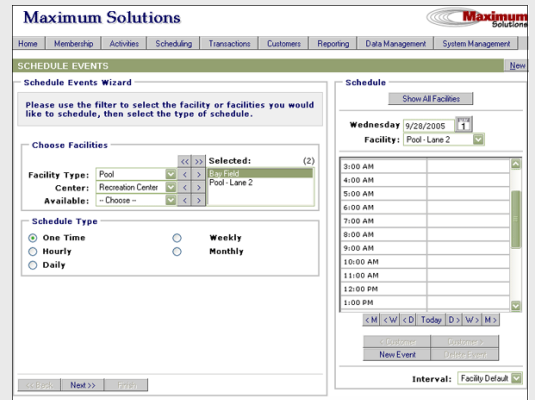 Maximum Solutions
Maximum
Solutions
Home Membership Activities Scheduling Transactions Customers Reporting Data Management System Management
SCHEDULE EVENTS
New
Schedule Events Wizard
Please use the filter to select the facility or facilities you would
like to schedule, then select the type of schedule.
Choose Facilities
<< >> Selected: (2)
Facility Type: Pool < > Bay Field
Center: Recreation Center < > Pool - Lane 2
Available: -- Choose -- < >
Schedule Type
One Time Weekly
Hourly Monthly
Daily
<< Back Next >> Finish
Schedule
Show All Facilities
Wednesday 9/28/2005 1
Facility: Pool - Lane 2
3:00 AM
4:00 AM
5:00 AM
6:00 AM
7:00 AM
8:00 AM
9:00 AM
10:00 AM
11:00 AM
12:00 PM
1:00 PM
< M < W < D Today D > W > M >
< Customer Customer >
New Event Delete Event
Interval: Facility Default